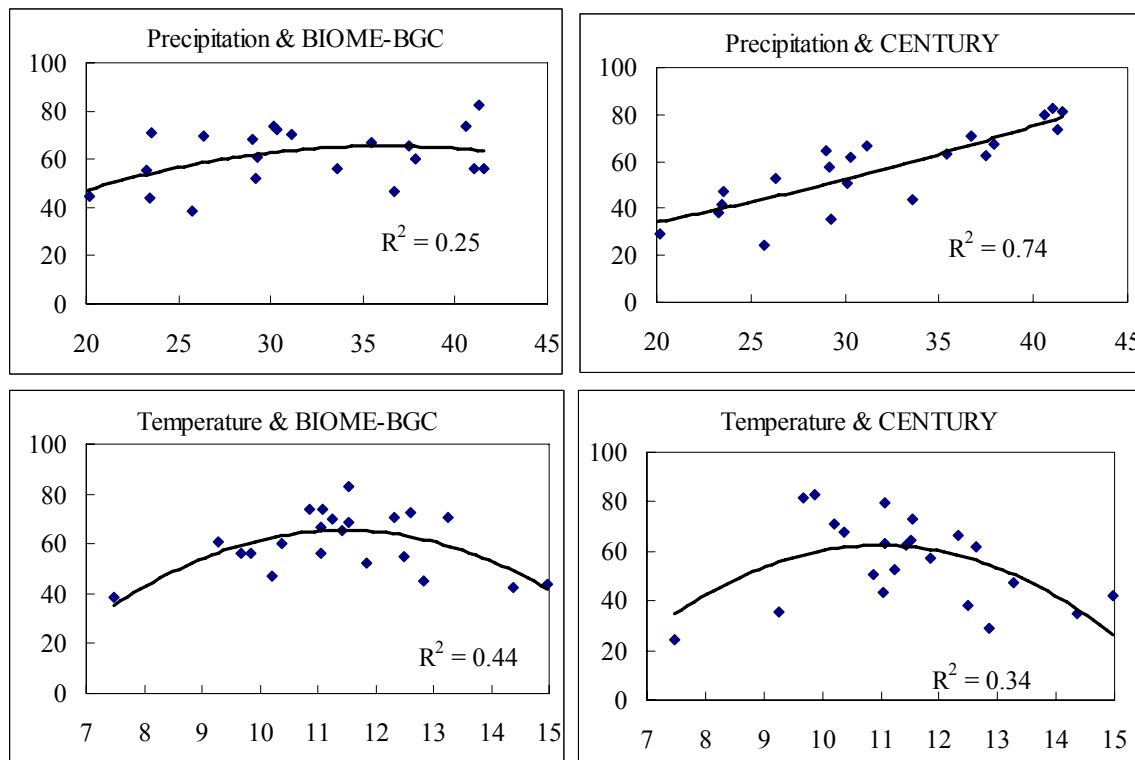 Precipitation & BIOME-BGC
100
80
60
40
20
0
R² = 0.25
20 25 30 35 40 45
Precipitation & CENTURY
100
80
60
40
20
0
R² = 0.74
20 25 30 35 40 45
Temperature & BIOME-BGC
100
80
60
40
20
0
R² = 0.44
7 8 9 10 11 12 13 14 15
Temperature & CENTURY
100
80
60
40
20
0
R² = 0.34
7 8 9 10 11 12 13 14 15